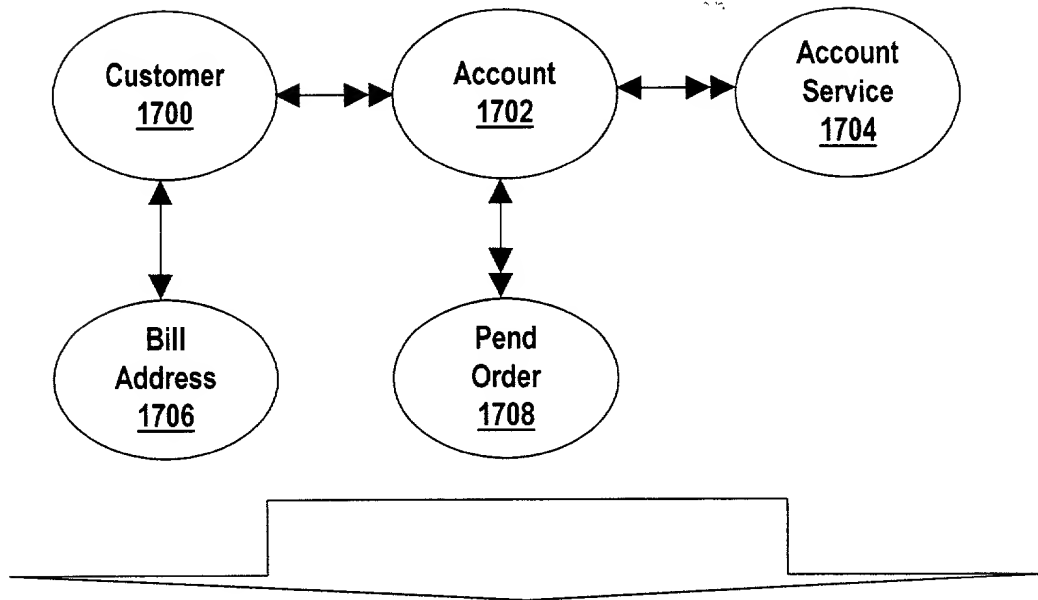 Customer
1700
Account
1702
Account
Service
1704
Bill
Address
1706
Pend
Order
1708